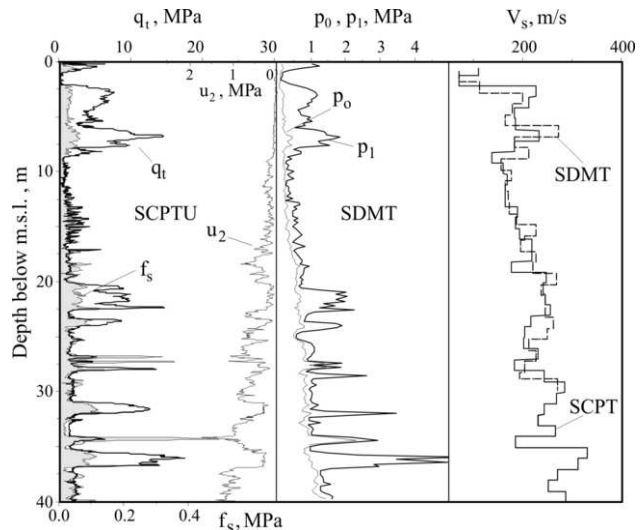 q_t , MPa
p_0 , p_1, MPa
V_s, m/s
0 10 20 30
0 1 2 3 4
0 200 400
2 1 0
u_2 , MPa
p_o
p_1
q_t
SCPTU
SDMT
SDMT
u_2
f_s
SCPT
Depth below m.s.l. , m
0
10
20
30
40
0.0 0.2 0.4 0.6
f_s, MPa